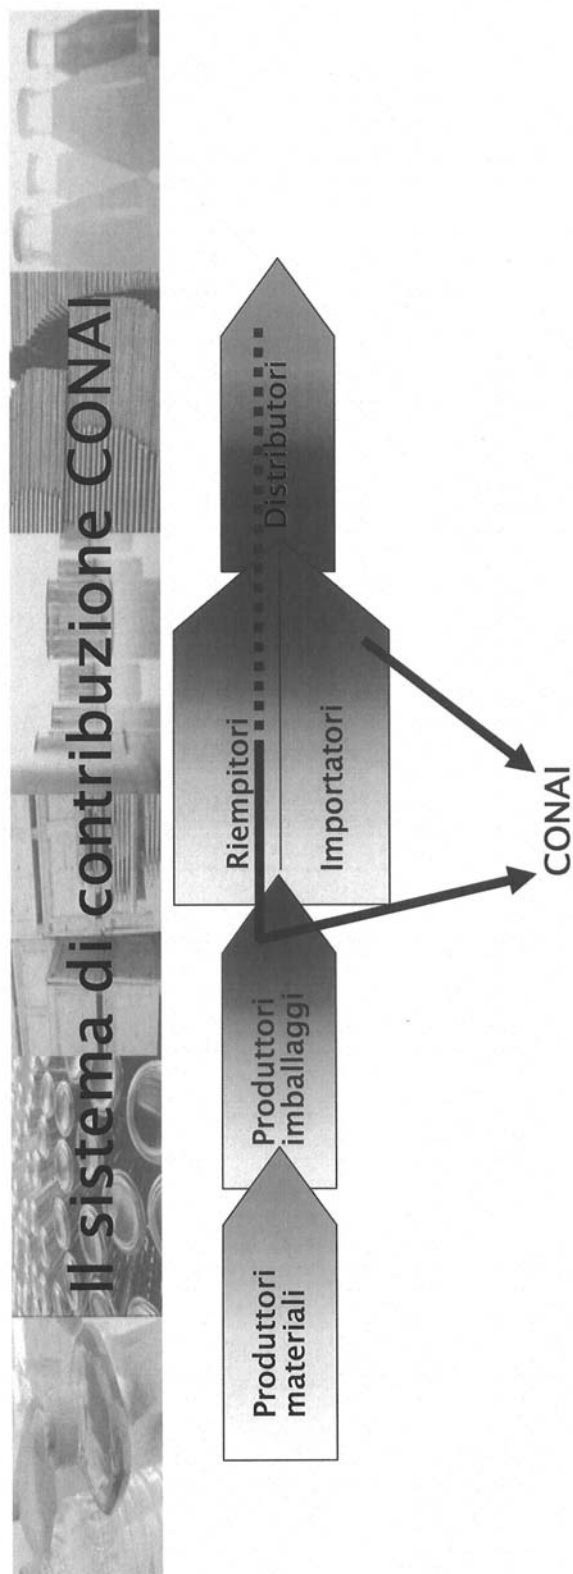 Il sistema di contribuzione CONAI
Produttori
materiali
Produttori
imballaggi
Riempitori
Importatori
Distributori
CONAI